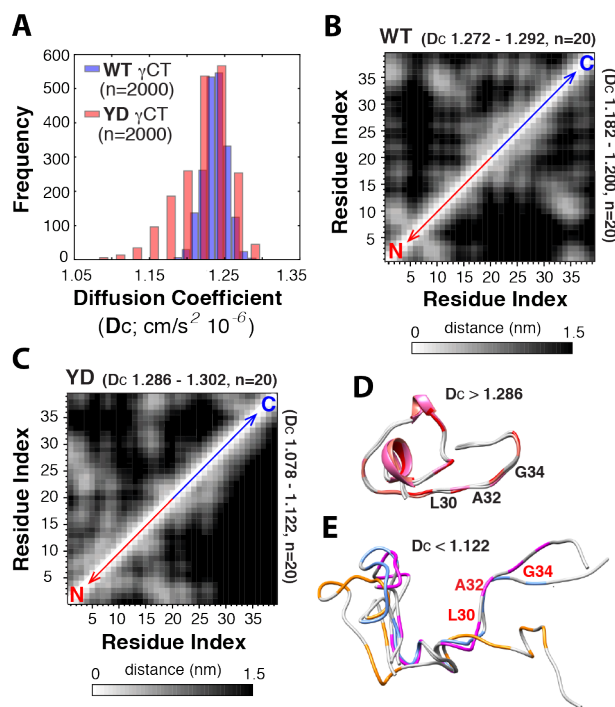 A
600
500
400
300
200
100
0
Frequency
WT γCT
(n=2000)
YD γCT
(n=2000)
1.05
1.15
1.25
1.35
Diffusion Coefficient
(Dc; cm/s² 10⁻⁶)
B
WT (Dc 1.272 - 1.292, n=20)
(Dc 1.182 - 1.200, n=20)
35
30
25
20
15
10
5
Residue Index
C
N
5 10 15 20 25 30 35
Residue Index
distance (nm)
0
1.5
C
YD (Dc 1.286 - 1.302, n=20)
(Dc 1.078 - 1.122, n=20)
35
30
25
20
15
10
5
Residue Index
C
N
5 10 15 20 25 30 35
Residue Index
distance (nm)
0
1.5
D
Dc > 1.286
G34
L30
A32
E
Dc < 1.122
G34
A32
L30